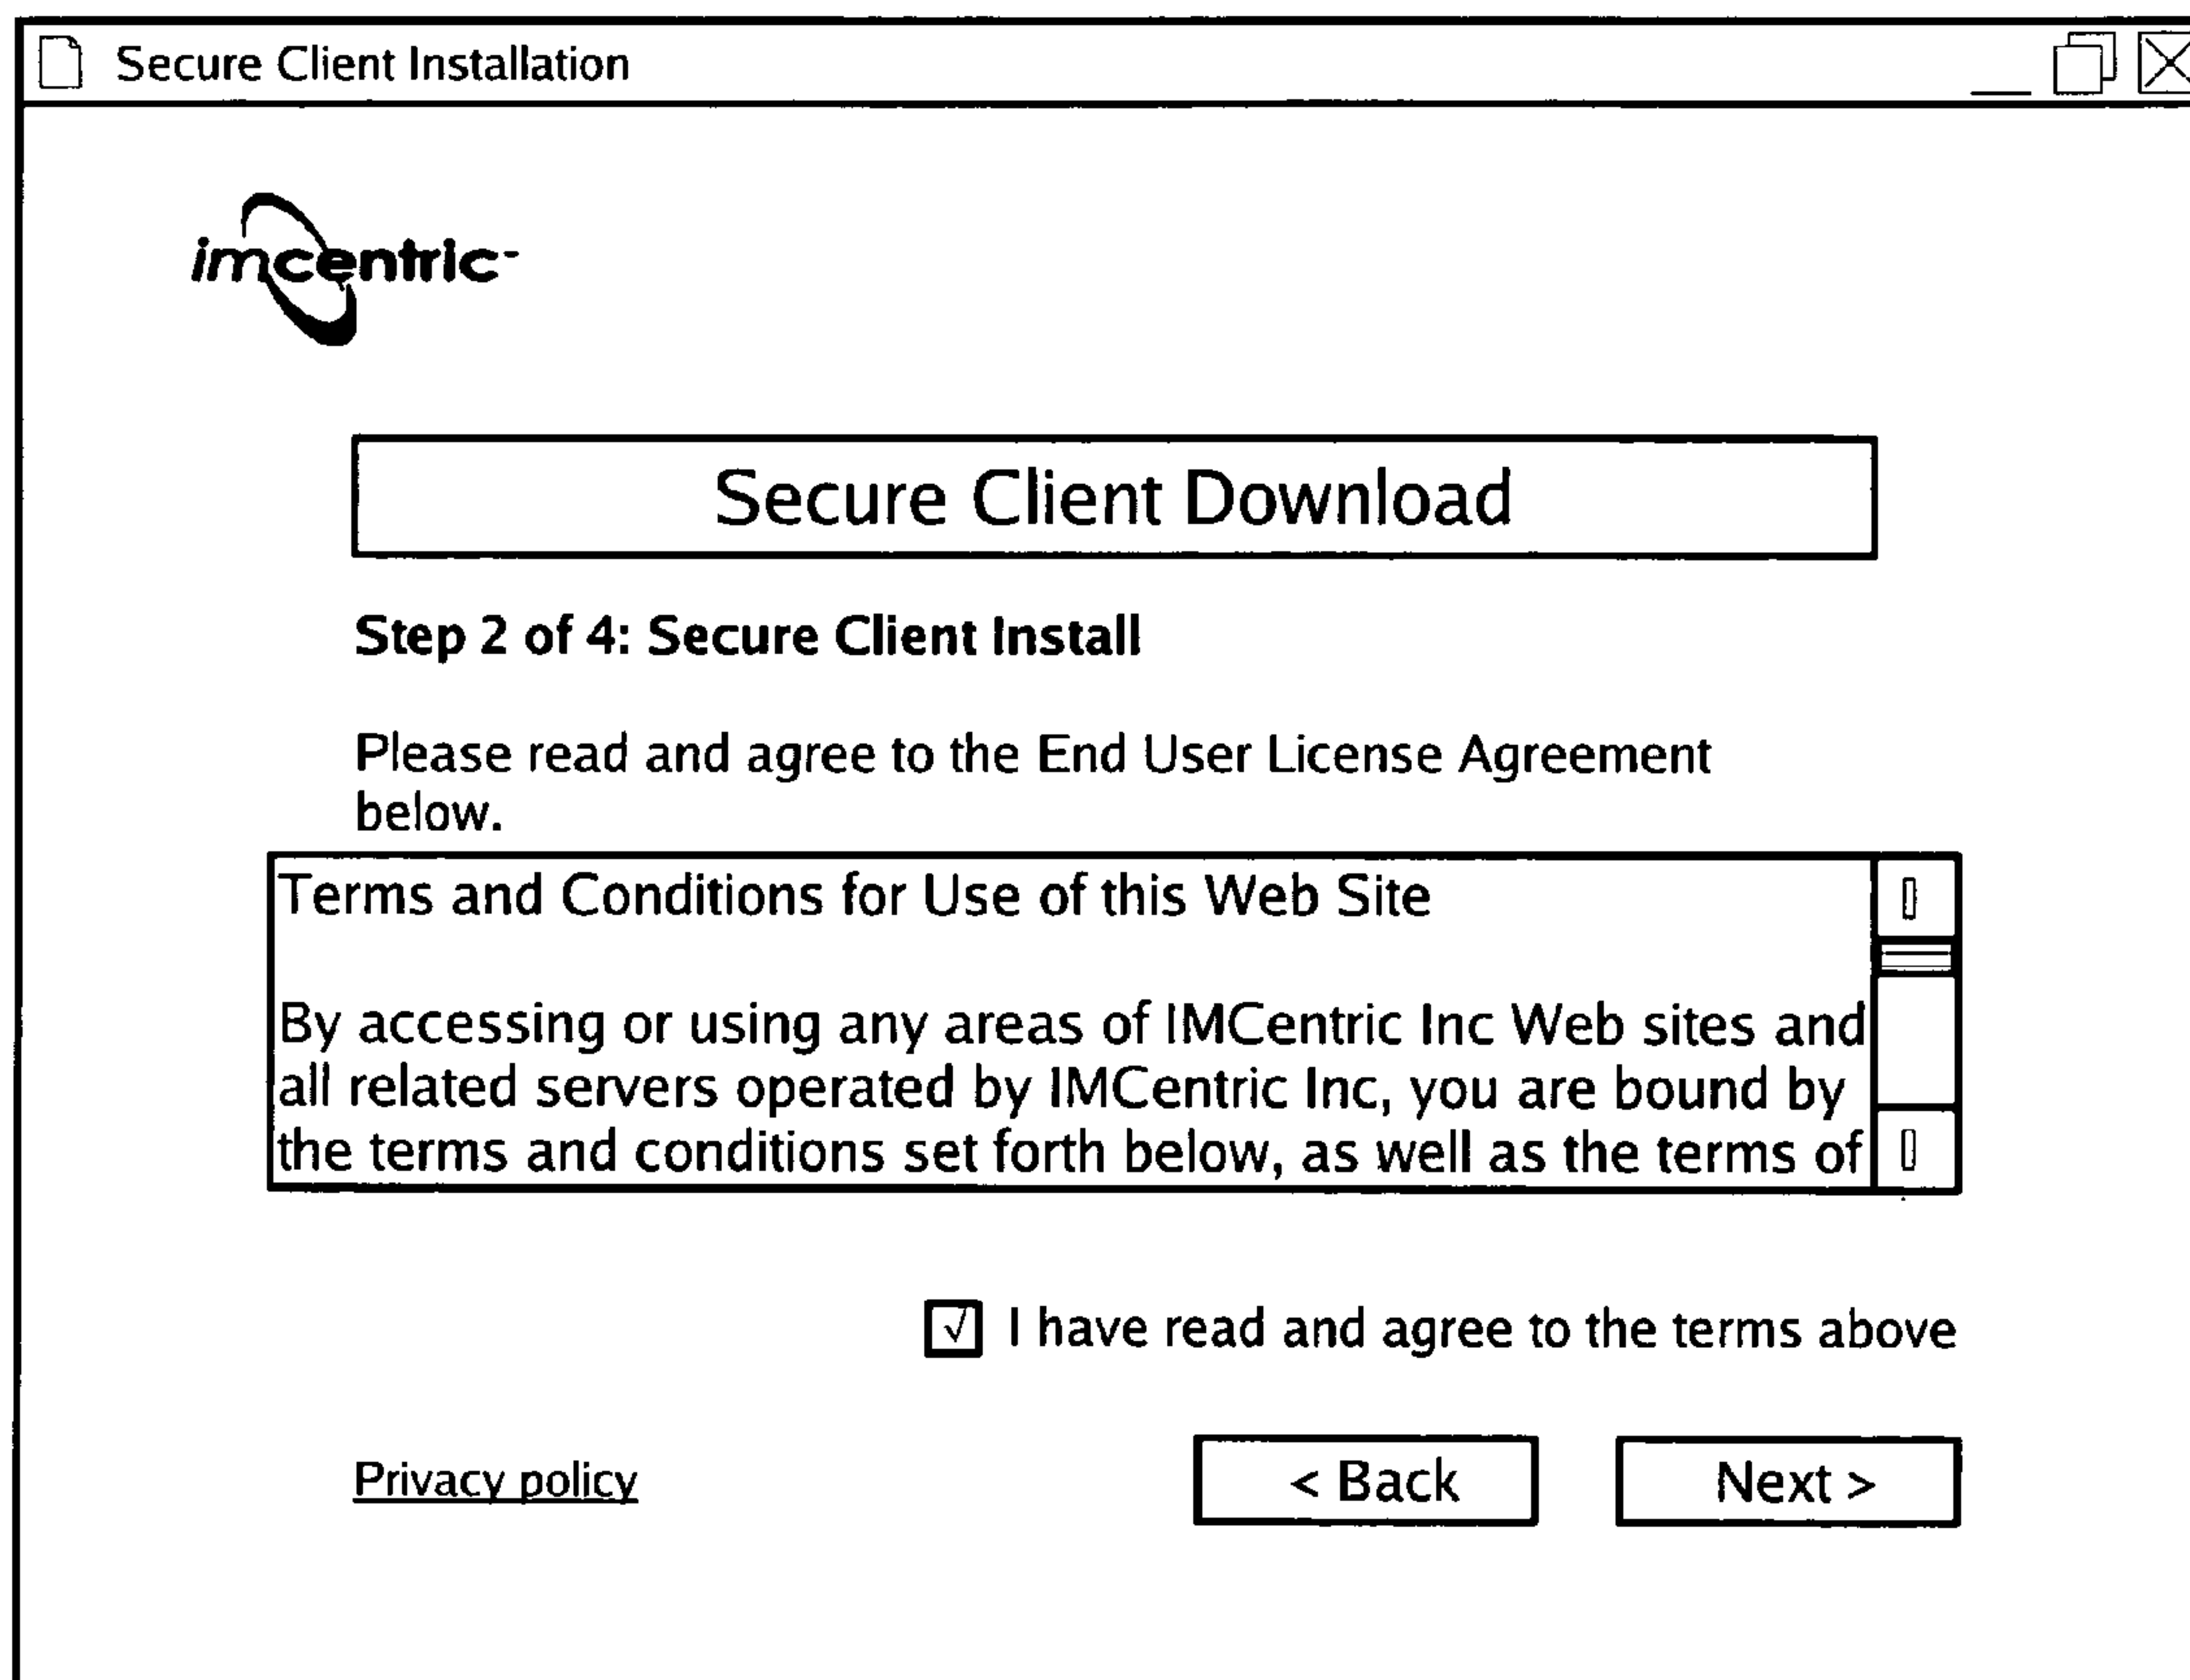 Secure Client Installation
imcentric
Secure Client Download
Step 2 of 4: Secure Client Install
Please read and agree to the End User License Agreement
below.
Terms and Conditions for Use of this Web Site
By accessing or using any areas of IMCentric Inc Web sites and
all related servers operated by IMCentric Inc, you are bound by
the terms and conditions set forth below, as well as the terms of
√ I have read and agree to the terms above
Privacy policy
< Back
Next >